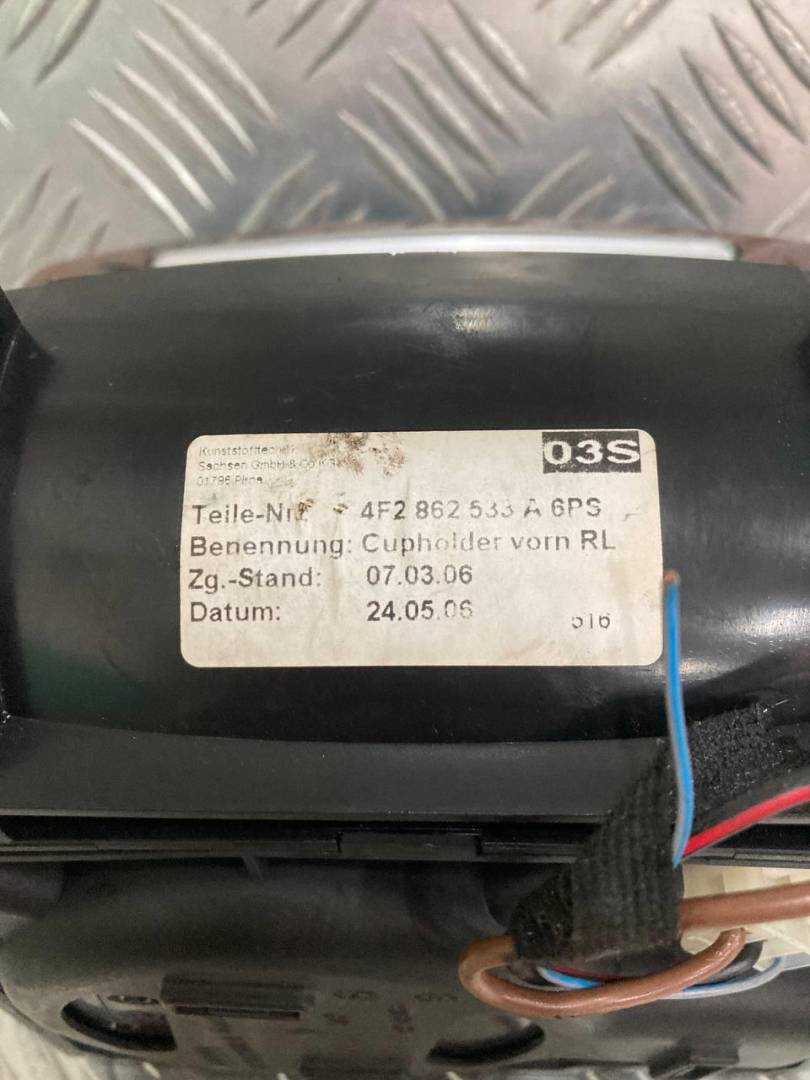 Kunststofftechnik
Sachsen GmbH & Co KG
01796 Pirna
03S
Teile-Nr.: 4F2 862 533 A 6PS
Benennung: Cupholder vorn RL
Zg.-Stand: 07.03.06
Datum: 24.05.06
516